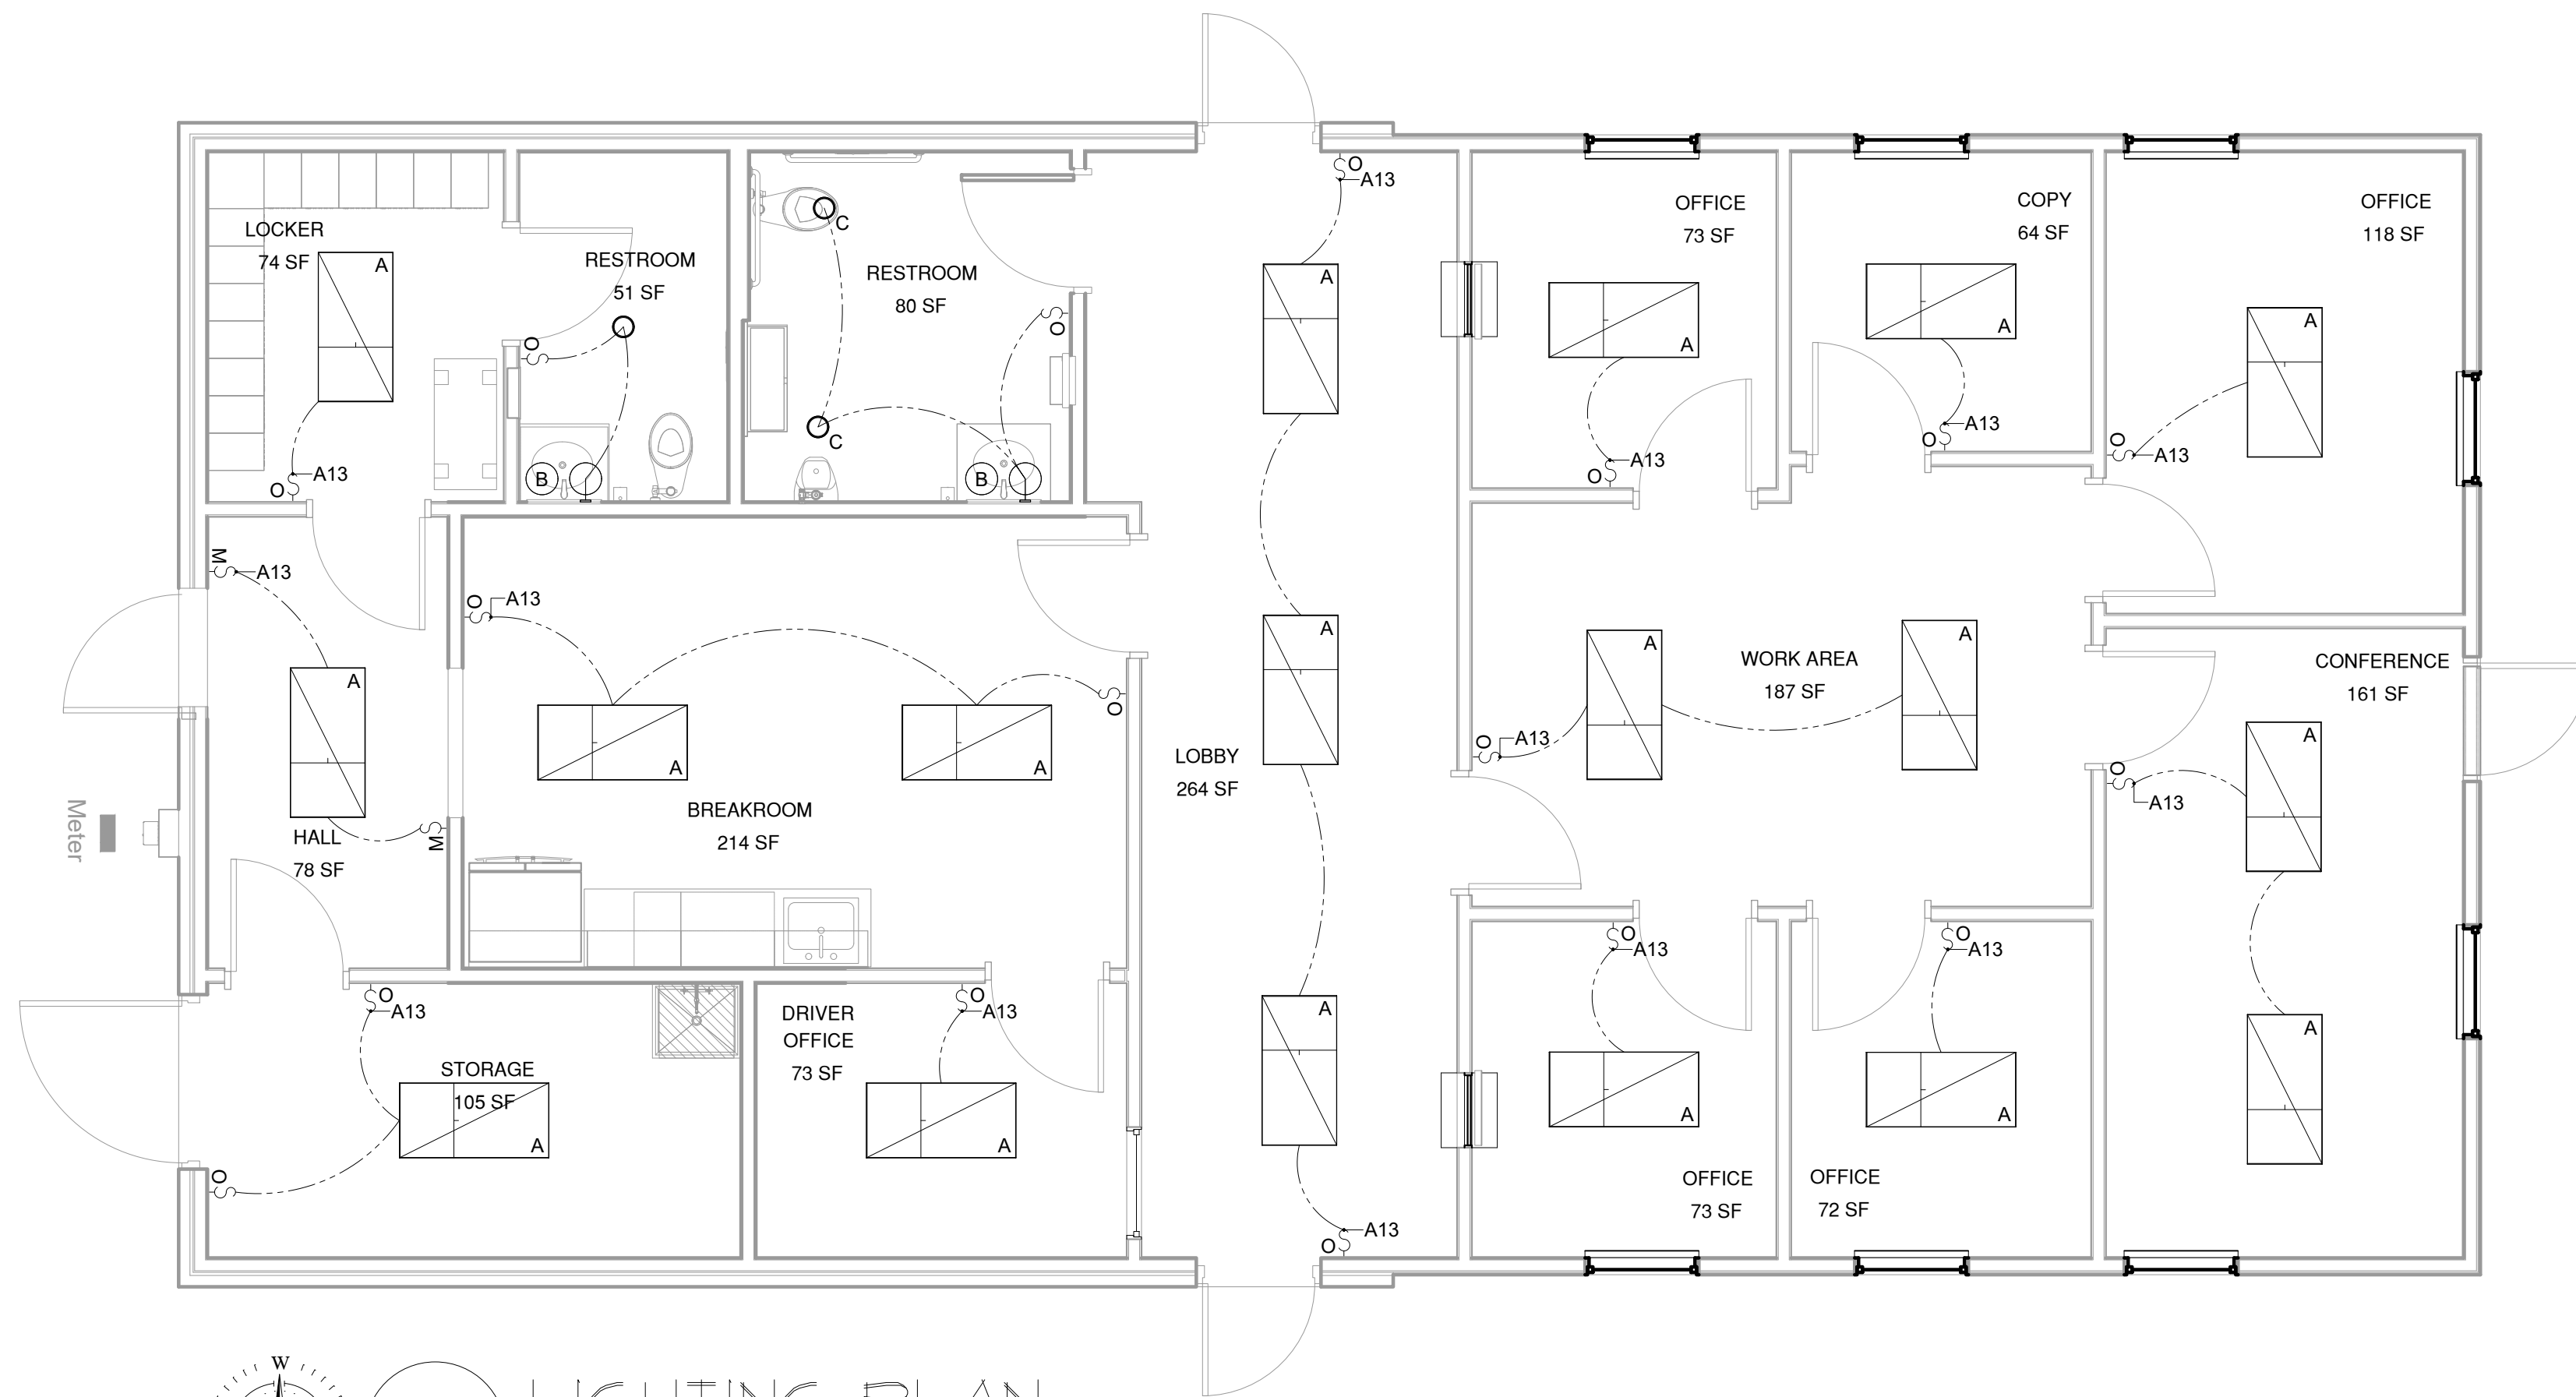 LOCKER
74 SF
A
A13
O
RESTROOM
51 SF
O
B
RESTROOM
80 SF
C
C
O
B
O
A13
A
A
LOBBY
264 SF
A
O
A13
OFFICE
73 SF
A
A13
O
COPY
64 SF
A
A13
O
OFFICE
118 SF
A
O
A13
M
A13
A
HALL
78 SF
M
Meter
O
A13
A
A
O
BREAKROOM
214 SF
WORK AREA
187 SF
A
A
O
A13
CONFERENCE
161 SF
A
O
A13
A
O
A13
STORAGE
105 SF
A
O
DRIVER
OFFICE
73 SF
O
A13
A
O
A13
A
OFFICE
73 SF
O
A13
A
OFFICE
72 SF
W
LIGHTING PLAN